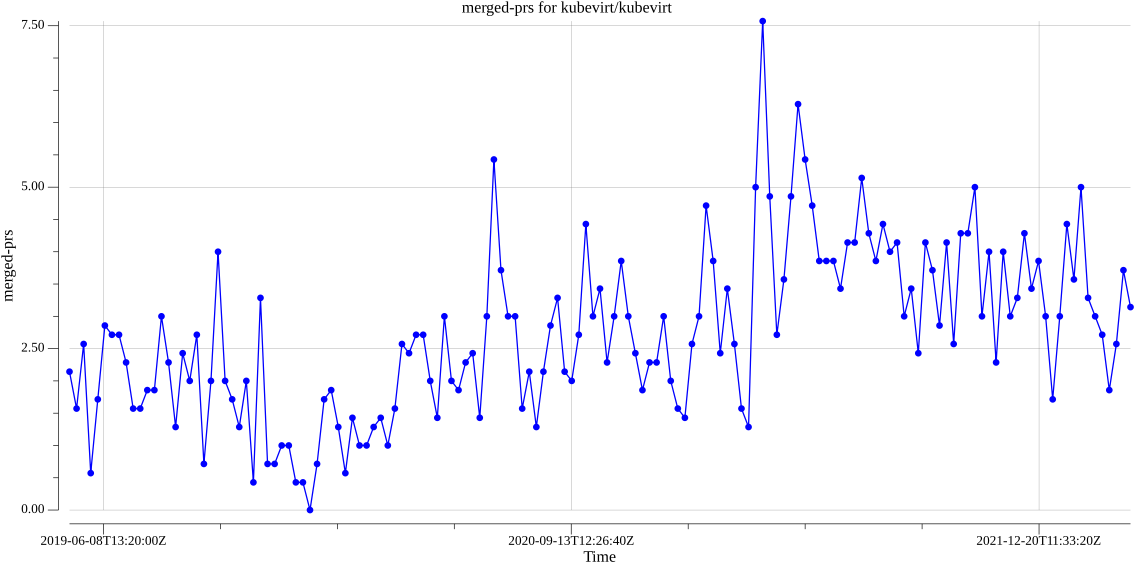 merged-prs for kubevirt/kubevirt
7.50
5.00
2.50
0.00
merged-prs
2019-06-08T13:20:00Z
2020-09-13T12:26:40Z
2021-12-20T11:33:20Z
Time